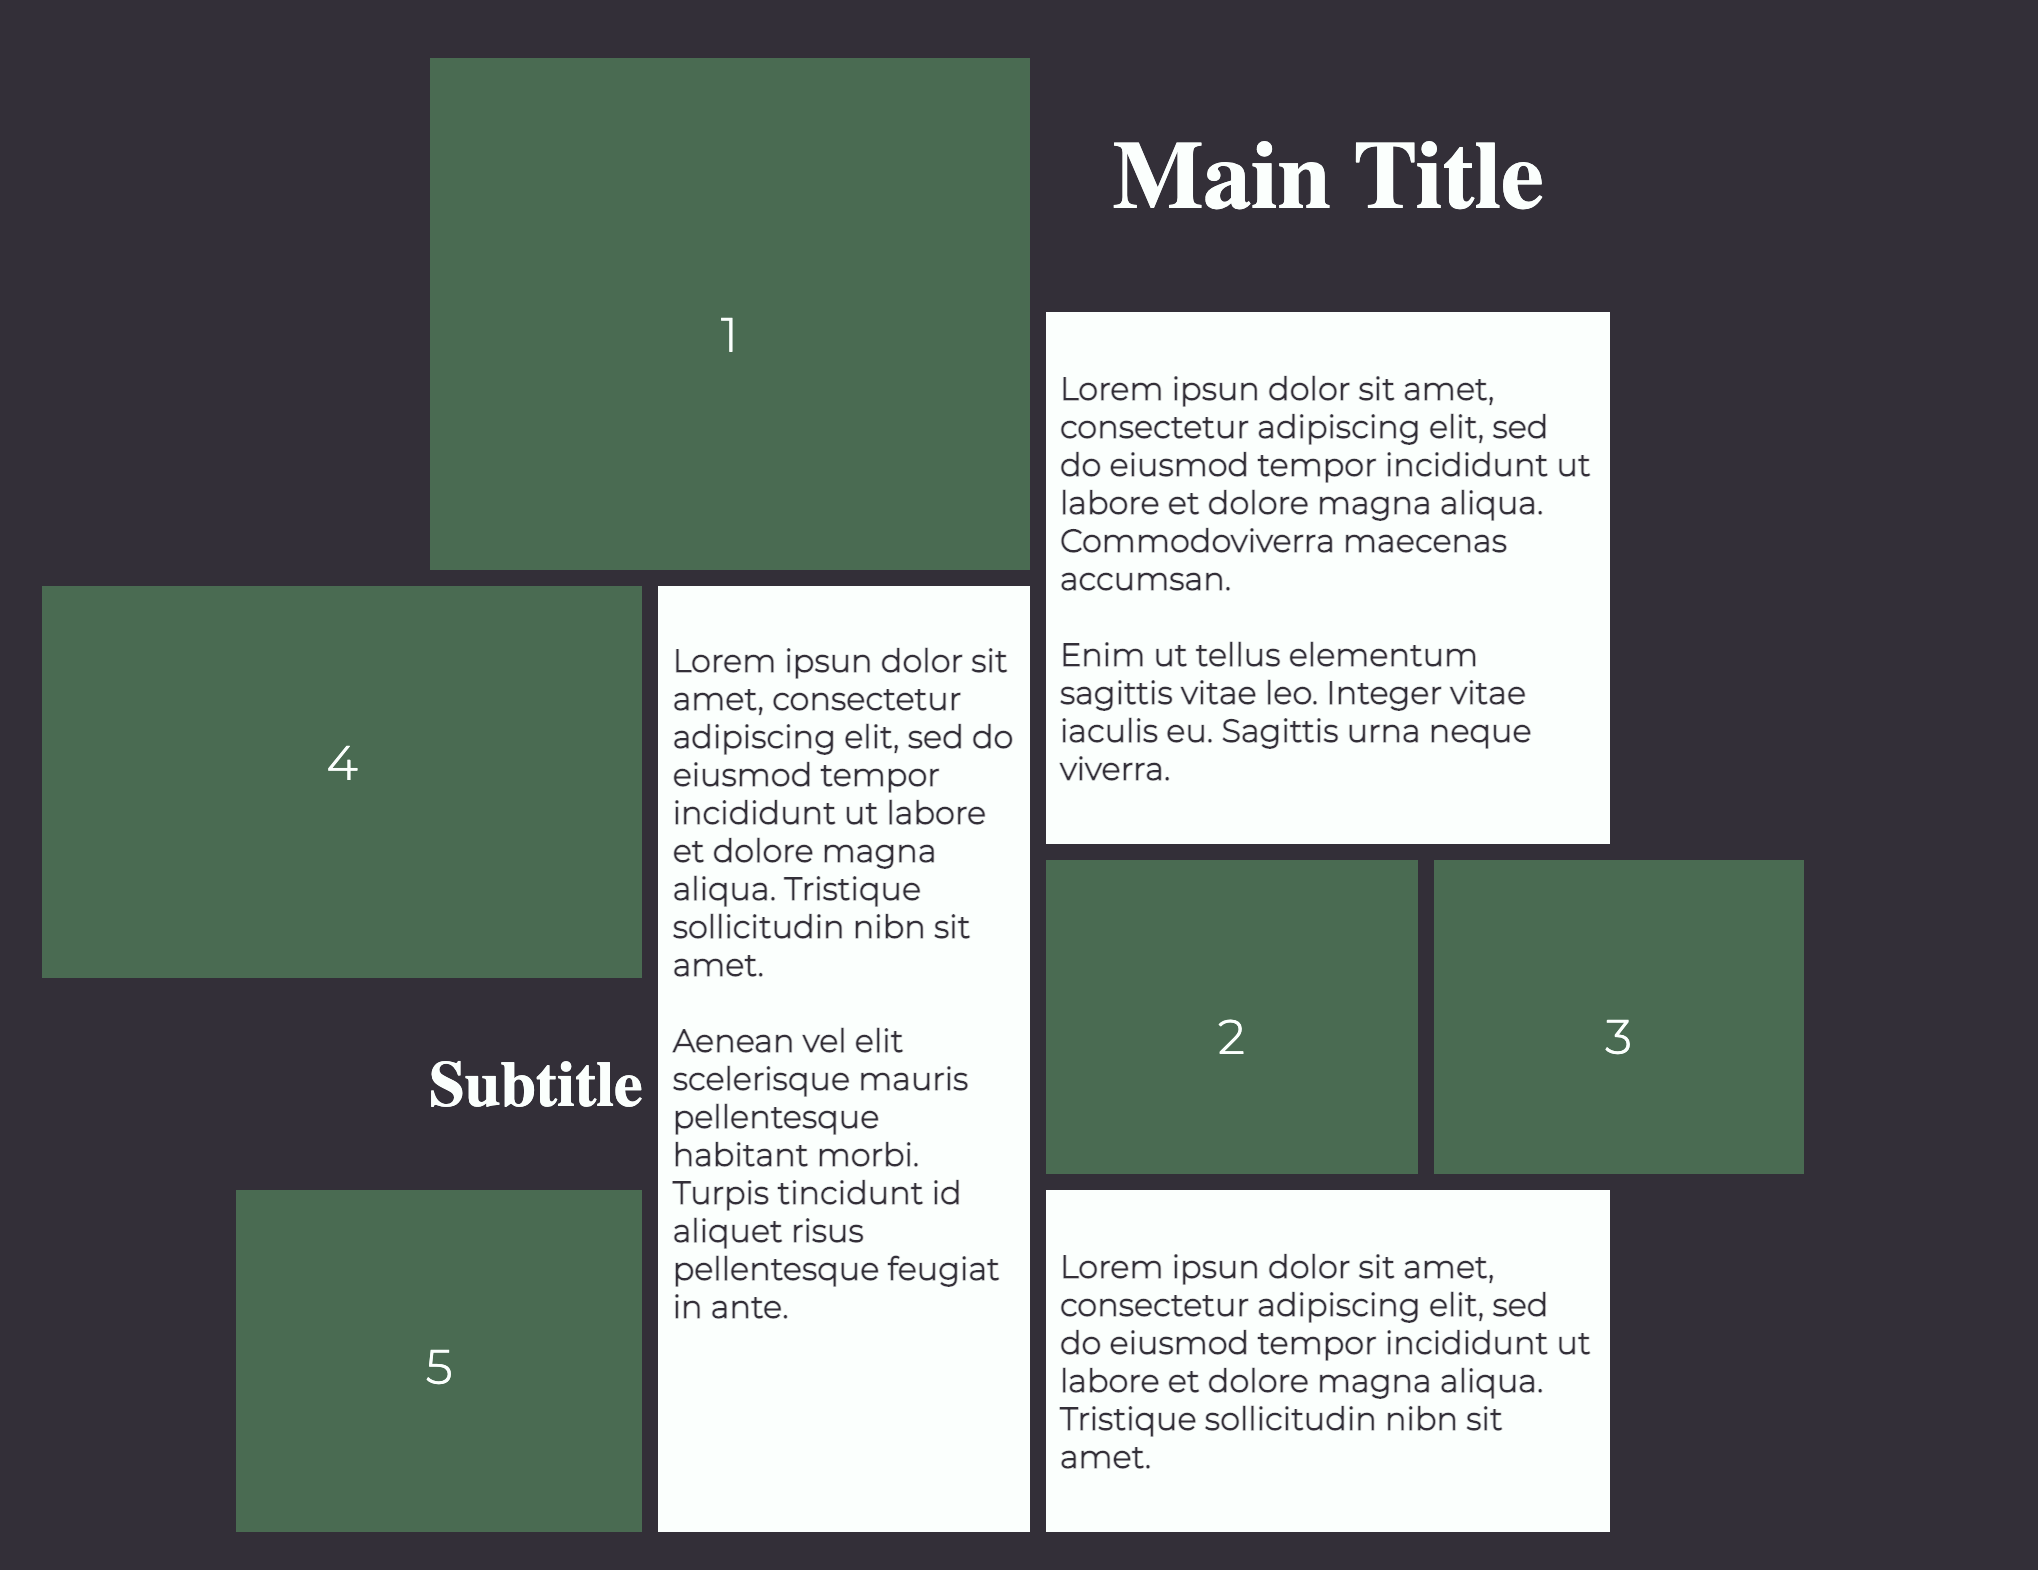 Main Title
1
Lorem ipsun dolor sit amet,
consectetur adipiscing elit, sed
do eiusmod tempor incididunt ut
labore et dolore magna aliqua.
Commodoviverra maecenas
accumsan.
Enim ut tellus elementum
sagittis vitae leo. Integer vitae
iaculis eu. Sagittis urna neque
viverra.
4
Lorem ipsun dolor sit
amet, consectetur
adipiscing elit, sed do
eiusmod tempor
incididunt ut labore
et dolore magna
aliqua. Tristique
sollicitudin nibn sit
amet.
Aenean vel elit
scelerisque mauris
pellentesque
habitant morbi.
Turpis tincidunt id
aliquet risus
pellentesque feugiat
in ante.
2
3
Subtitle
5
Lorem ipsun dolor sit amet,
consectetur adipiscing elit, sed
do eiusmod tempor incididunt ut
labore et dolore magna aliqua.
Tristique sollicitudin nibn sit
amet.